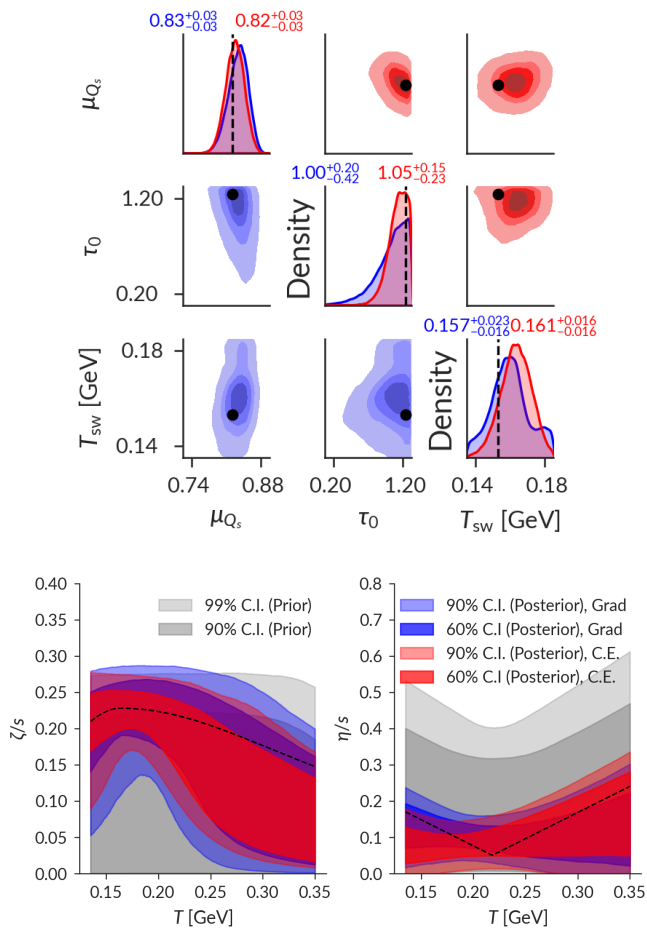 0.83+0.03−0.03 0.82+0.03−0.03
μQs
1.00+0.20−0.42 1.05+0.15−0.23
1.20
τ0
0.20
Density
0.157+0.023−0.016 0.161+0.016−0.016
0.18
Tsw [GeV]
0.14
Density
0.74 0.88 0.20 1.20 0.14 0.18
μQs τ0 Tsw [GeV]
0.40
0.35
0.30
0.25
0.20
0.15
0.10
0.05
0.00
ζ/s
99% C.I. (Prior)
90% C.I. (Prior)
0.15 0.20 0.25 0.30 0.35
T [GeV]
0.8
0.7
0.6
0.5
0.4
0.3
0.2
0.1
0.0
η/s
90% C.I. (Posterior), Grad
60% C.I (Posterior), Grad
90% C.I. (Posterior), C.E.
60% C.I (Posterior), C.E.
0.15 0.20 0.25 0.30 0.35
T [GeV]